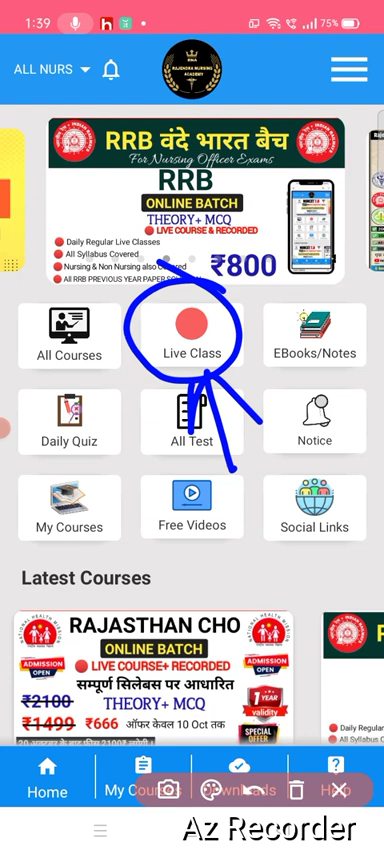 1:39
75%
ALL NURS
RNA
RAJENDRA NURSING
ACADEMY
RRB वंदे भारत बैच
For Nursing Officer Exams
RRB
ONLINE BATCH
THEORY+ MCQ
LIVE COURSE & RECORDED
Daily Regular Live Classes
All Syllabus Covered
Nursing & Non Nursing also Covered
All RRB PREVIOUS YEAR PAPER
₹800
All Courses
Live Class
EBooks/Notes
Daily Quiz
All Test
Notice
My Courses
Free Videos
Social Links
Latest Courses
RAJASTHAN CHO
ONLINE BATCH
ADMISSION
OPEN
LIVE COURSE+ RECORDED
ADMISSION
OPEN
सम्पूर्ण सिलेबस पर आधारित
₹2100
THEORY+ MCQ
1 YEAR
validity
₹1499 ₹666 ऑफर केवल 10 Oct तक
SPECIAL
OFFER
Daily Regular
All Syllabus C
Home
My Courses
Downloads
Help
Az Recorder